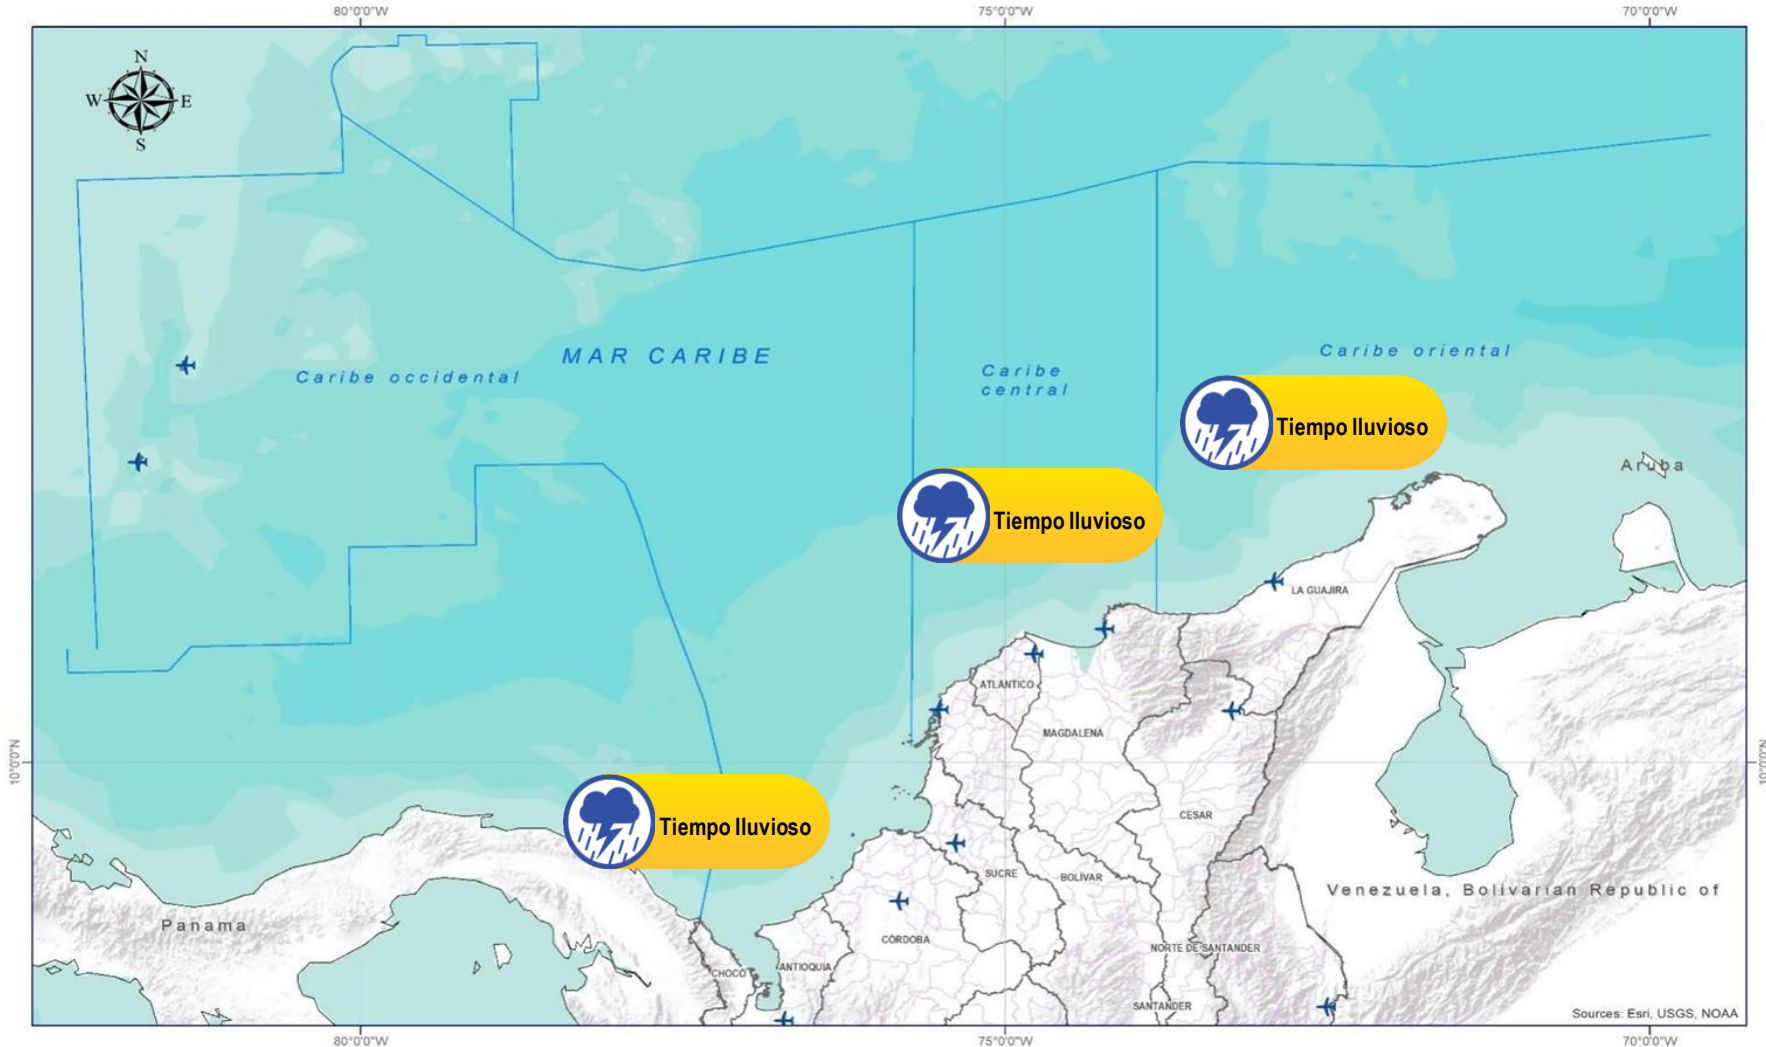 80°0'0"W
75°0'0"W
70°0'0"W
N
W
E
S
MAR CARIBE
Caribe oriental
Caribe occidental
Caribe
central
Tiempo lluvioso
Aruba
Tiempo lluvioso
LA GUAJIRA
ATLANTICO
MAGDALENA
10°0'0"N
10°0'0"N
CESAR
Tiempo lluvioso
SUCRE
BOLIVAR
Venezuela, Bolivarian Republic of
Panama
CÓRDOBA
NORTE DE SANTANDER
ANTIOQUIA
CHOCO
SANTANDER
Sources: Esri, USGS, NOAA
80°0'0"W
75°0'0"W
70°0'0"W